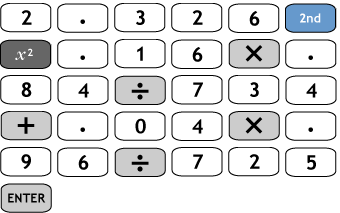 2 . 3 2 6 2nd
x² . 1 6 × .
8 4 ÷ 7 3 4
+ . 0 4 × .
9 6 ÷ 7 2 5
ENTER